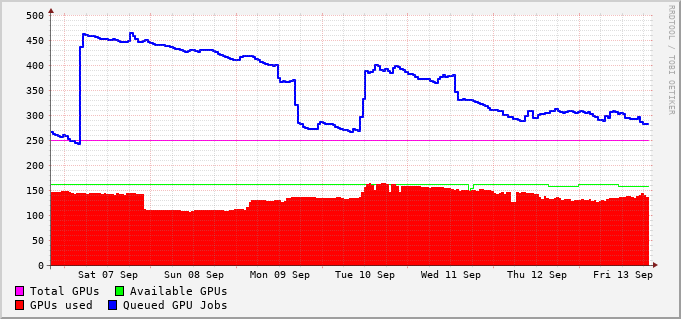 500
450
400
350
300
250
200
150
100
50
0
Sat 07 Sep Sun 08 Sep Mon 09 Sep Tue 10 Sep Wed 11 Sep Thu 12 Sep Fri 13 Sep
Total GPUs Available GPUs
GPUs used Queued GPU Jobs
RRDTOOL / TOBI OETIKER